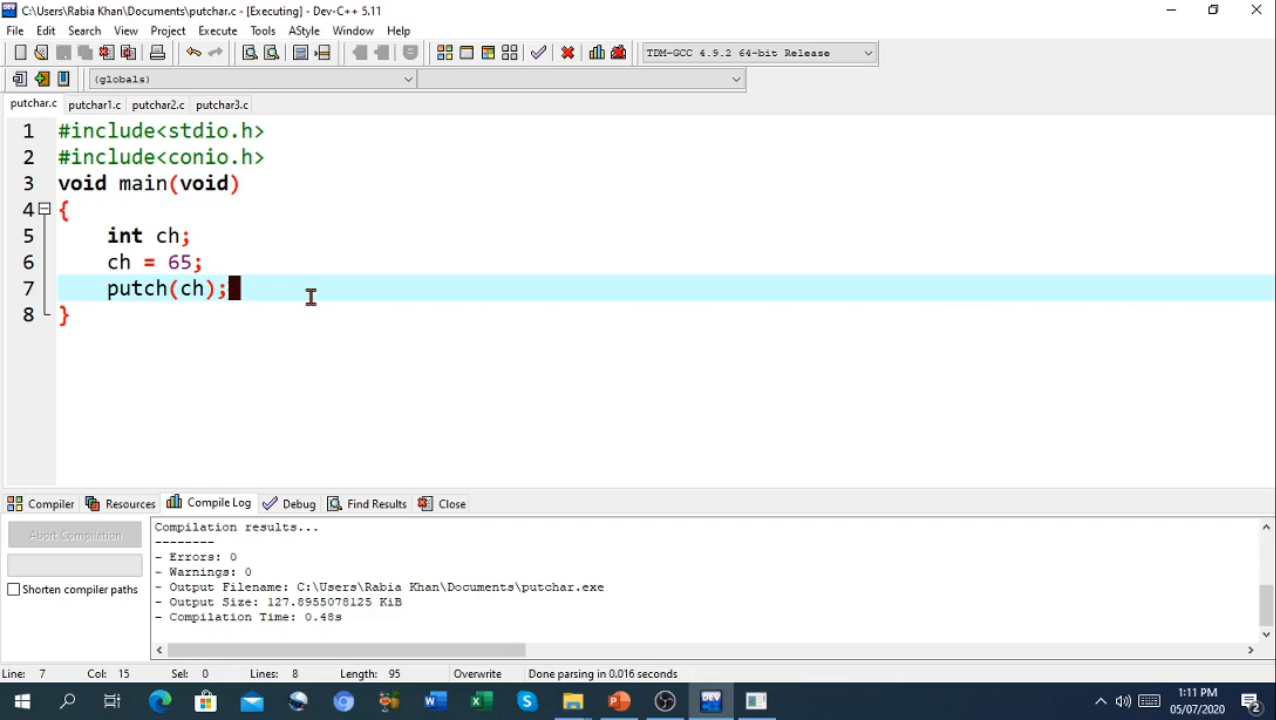 C:\Users\Rabia Khan\Documents\putchar.c - [Executing] - Dev-C++ 5.11
File Edit Search View Project Execute Tools AStyle Window Help
TDM-GCC 4.9.2 64-bit Release
(globals)
putchar.c putchar1.c putchar2.c putchar3.c
1 #include<stdio.h>
2 #include<conio.h>
3 void main(void)
4 {
5 int ch;
6 ch = 65;
7 putch(ch);
8 }
Compiler Resources Compile Log Debug Find Results Close
Abort Compilation
Shorten compiler paths
Compilation results...
--------
- Errors: 0
- Warnings: 0
- Output Filename: C:\Users\Rabia Khan\Documents\putchar.exe
- Output Size: 127.8955078125 KiB
- Compilation Time: 0.48s
Line: 7 Col: 15 Sel: 0 Lines: 8 Length: 95 Overwrite Done parsing in 0.016 seconds
DEV
1:11 PM
05/07/2020
2